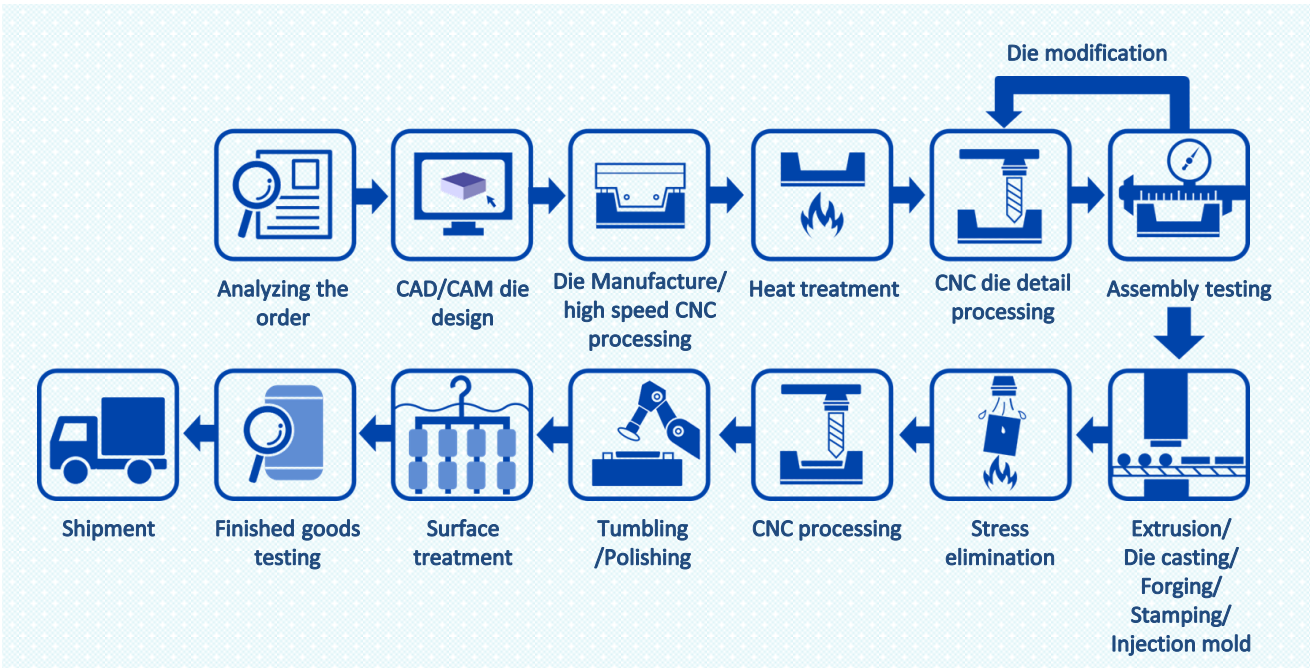 Die modification
Analyzing the
order
CAD/CAM die
design
Die Manufacture/
high speed CNC
processing
Heat treatment
CNC die detail
processing
Assembly testing
Shipment
Finished goods
testing
Surface
treatment
Tumbling
/Polishing
CNC processing
Stress
elimination
Extrusion/
Die casting/
Forging/
Stamping/
Injection mold